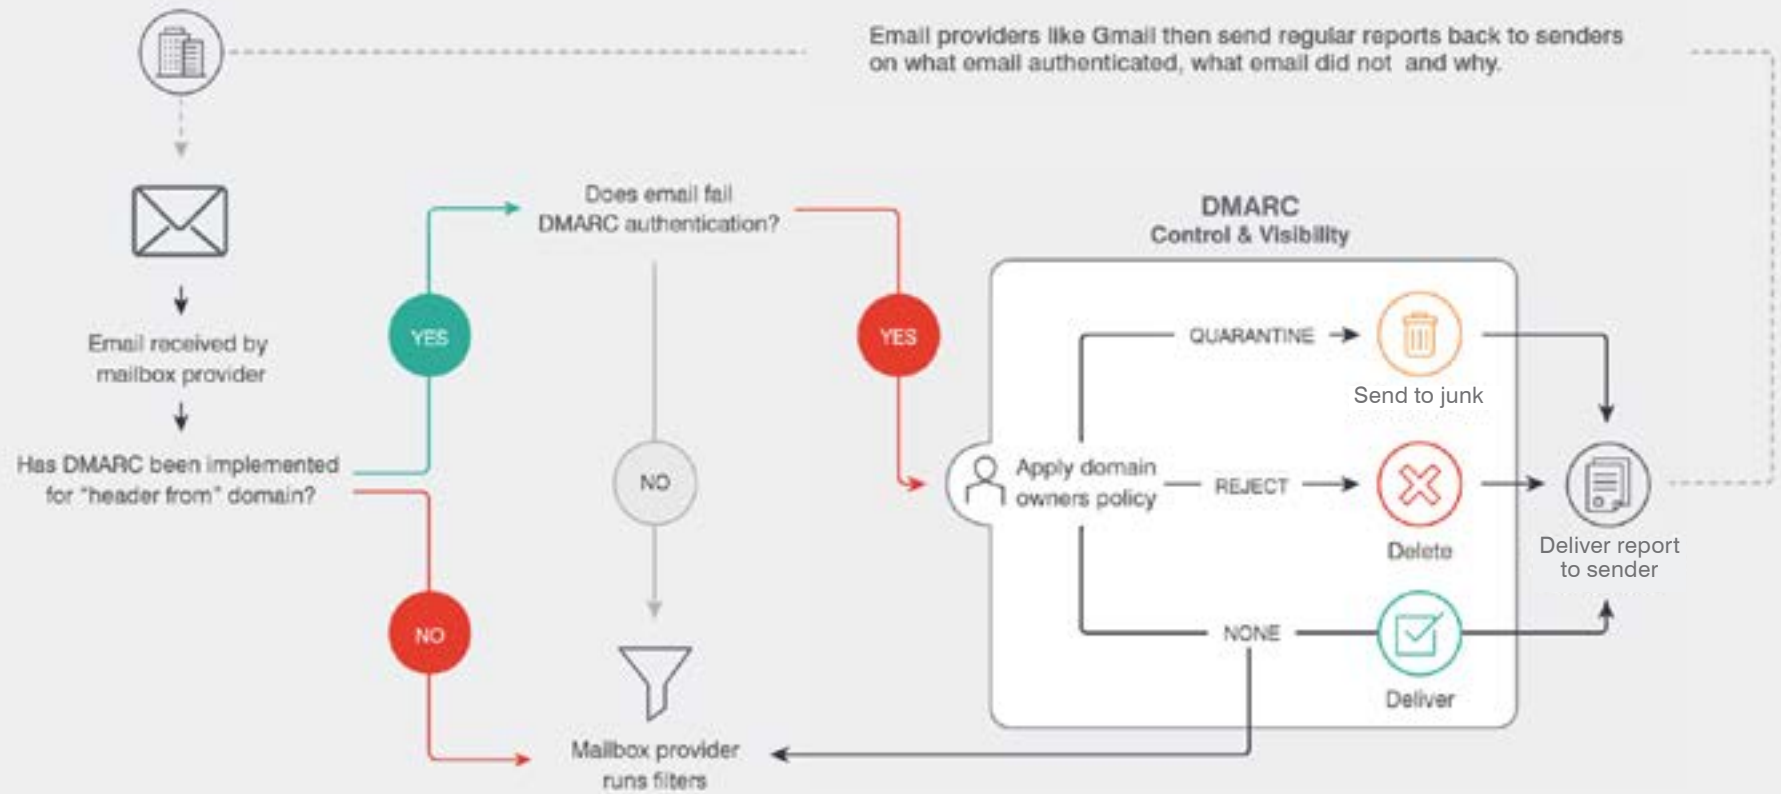 Email providers like Gmail then send regular reports back to senders
on what email authenticated, what email did not and why.
Email received by
mailbox provider
Has DMARC been implemented
for "header from" domain?
YES
NO
Does email fail
DMARC authentication?
NO
YES
Mailbox provider
runs filters
DMARC
Control & Visibility
Apply domain
owners policy
QUARANTINE
Send to junk
REJECT
Delete
NONE
Deliver
Deliver report
to sender